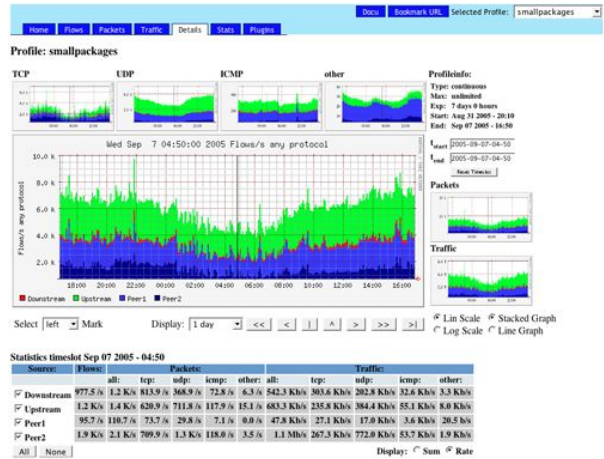 Docu Bookmark URL Selected Profile: smallpackages
Home Flows Packets Traffic Details Stats Plugins
Profile: smallpackages
TCP UDP ICMP other Profileinfo:
Type: continuous
Max: unlimited
Exp: 7 days 0 hours
Start: Aug 31 2005 - 20:10
End: Sep 07 2005 - 16:50
tstart 2005-09-07-04-50
tend 2005-09-07-04-50
Wed Sep 7 04:50:00 2005 Flows/s any protocol
Flows/s any protocol
10,0 k
8,0 k
6,0 k
4,0 k
2,0 k
18:00 20:00 22:00 00:00 02:00 04:00 06:00 08:00 10:00 12:00 14:00 16:00
Downstream Upstream Peer1 Peer2
Packets
Traffic
Lin Scale Stacked Graph
Log Scale Line Graph
Select left Mark Display: 1 day << < | ^ > >> >|
Statistics timeslot Sep 07 2005 - 04:50
Source: Flows: Packets: Traffic:
all: tcp: udp: icmp: other: all: tcp: udp: icmp: other:
Downstream 977.5 /s 1.2 K/s 813.9 /s 368.9 /s 72.8 /s 6.3 /s 542.3 Kb/s 303.6 Kb/s 202.8 Kb/s 32.6 Kb/s 3.3 Kb/s
Upstream 1.2 K/s 1.4 K/s 620.9 /s 711.8 /s 117.9 /s 15.1 /s 683.3 Kb/s 235.8 Kb/s 384.4 Kb/s 55.1 Kb/s 8.0 Kb/s
Peer1 95.7 /s 110.7 /s 73.7 /s 29.8 /s 7.1 /s 0.0 /s 47.8 Kb/s 27.1 Kb/s 17.0 Kb/s 3.6 Kb/s 20.5 b/s
Peer2 1.9 K/s 2.1 K/s 709.9 /s 1.3 K/s 118.0 /s 3.5 /s 1.1 Mb/s 267.3 Kb/s 772.0 Kb/s 53.7 Kb/s 1.9 Kb/s
All None Display: Sum Rate